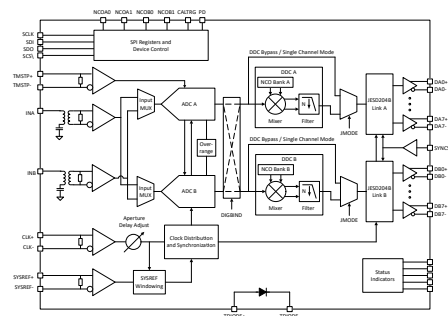 NCOA0 NCOA1 NCOB0 NCOB1 CALTRG PD
SCLK
SDI
SDO
SCS\
SPI Registers and
Device Control
DDC Bypass / Single Channel Mode
TMSTP+
TMSTP-
DDC A
NCO Bank A
DA0+
DA0-
INA
Input
MUX
ADC A
Mixer
Filter
N
JESD204B
Link A
DA7+
DA7-
JMODE
Over-
range
SYNCS
DDC Bypass / Single Channel Mode
INB
Input
MUX
ADC B
DDC B
NCO Bank B
DB0+
DB0-
N
JESD204B
Link B
Mixer
Filter
DB7+
DB7-
DIGBIND
JMODE
Aperture
Delay Adjust
CLK+
CLK-
Clock Distribution
and Synchronization
SYSREF+
SYSREF-
SYSREF
Windowing
Status
Indicators